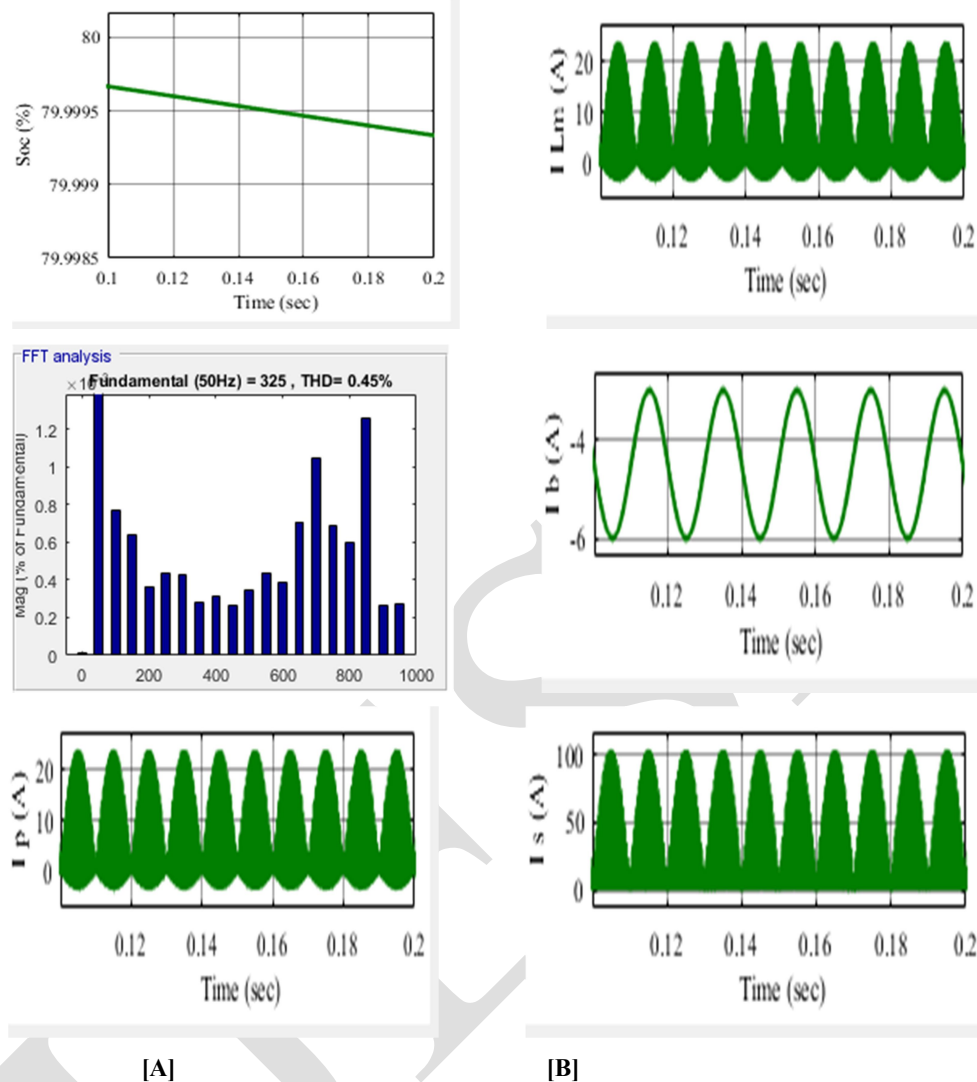 80
79.9995
79.999
79.9985
Soc (%)
0.1 0.12 0.14 0.16 0.18 0.2
Time (sec)
20
10
0
I Lm (A)
0.12 0.14 0.16 0.18 0.2
Time (sec)
FFT analysis
Fundamental (50Hz) = 325 , THD= 0.45%
1.2
1
0.8
0.6
0.4
0.2
0
Mag (% of Fundamental)
0 200 400 600 800 1000
-4
-6
I b (A)
0.12 0.14 0.16 0.18 0.2
Time (sec)
20
10
0
I p (A)
0.12 0.14 0.16 0.18 0.2
Time (sec)
100
50
0
I s (A)
0.12 0.14 0.16 0.18 0.2
Time (sec)
[A] [B]